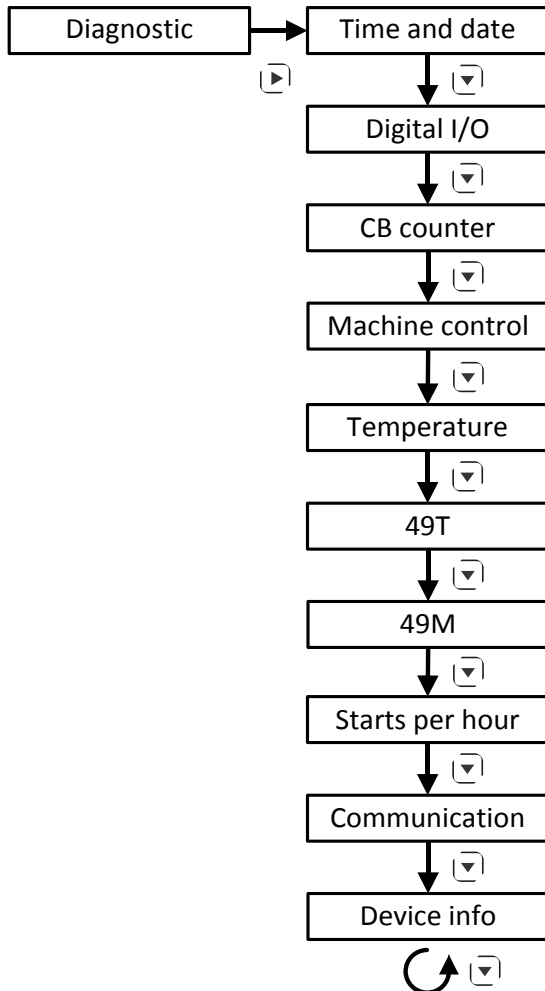 Diagnostic
Time and date
Digital I/O
CB counter
Machine control
Temperature
49T
49M
Starts per hour
Communication
Device info